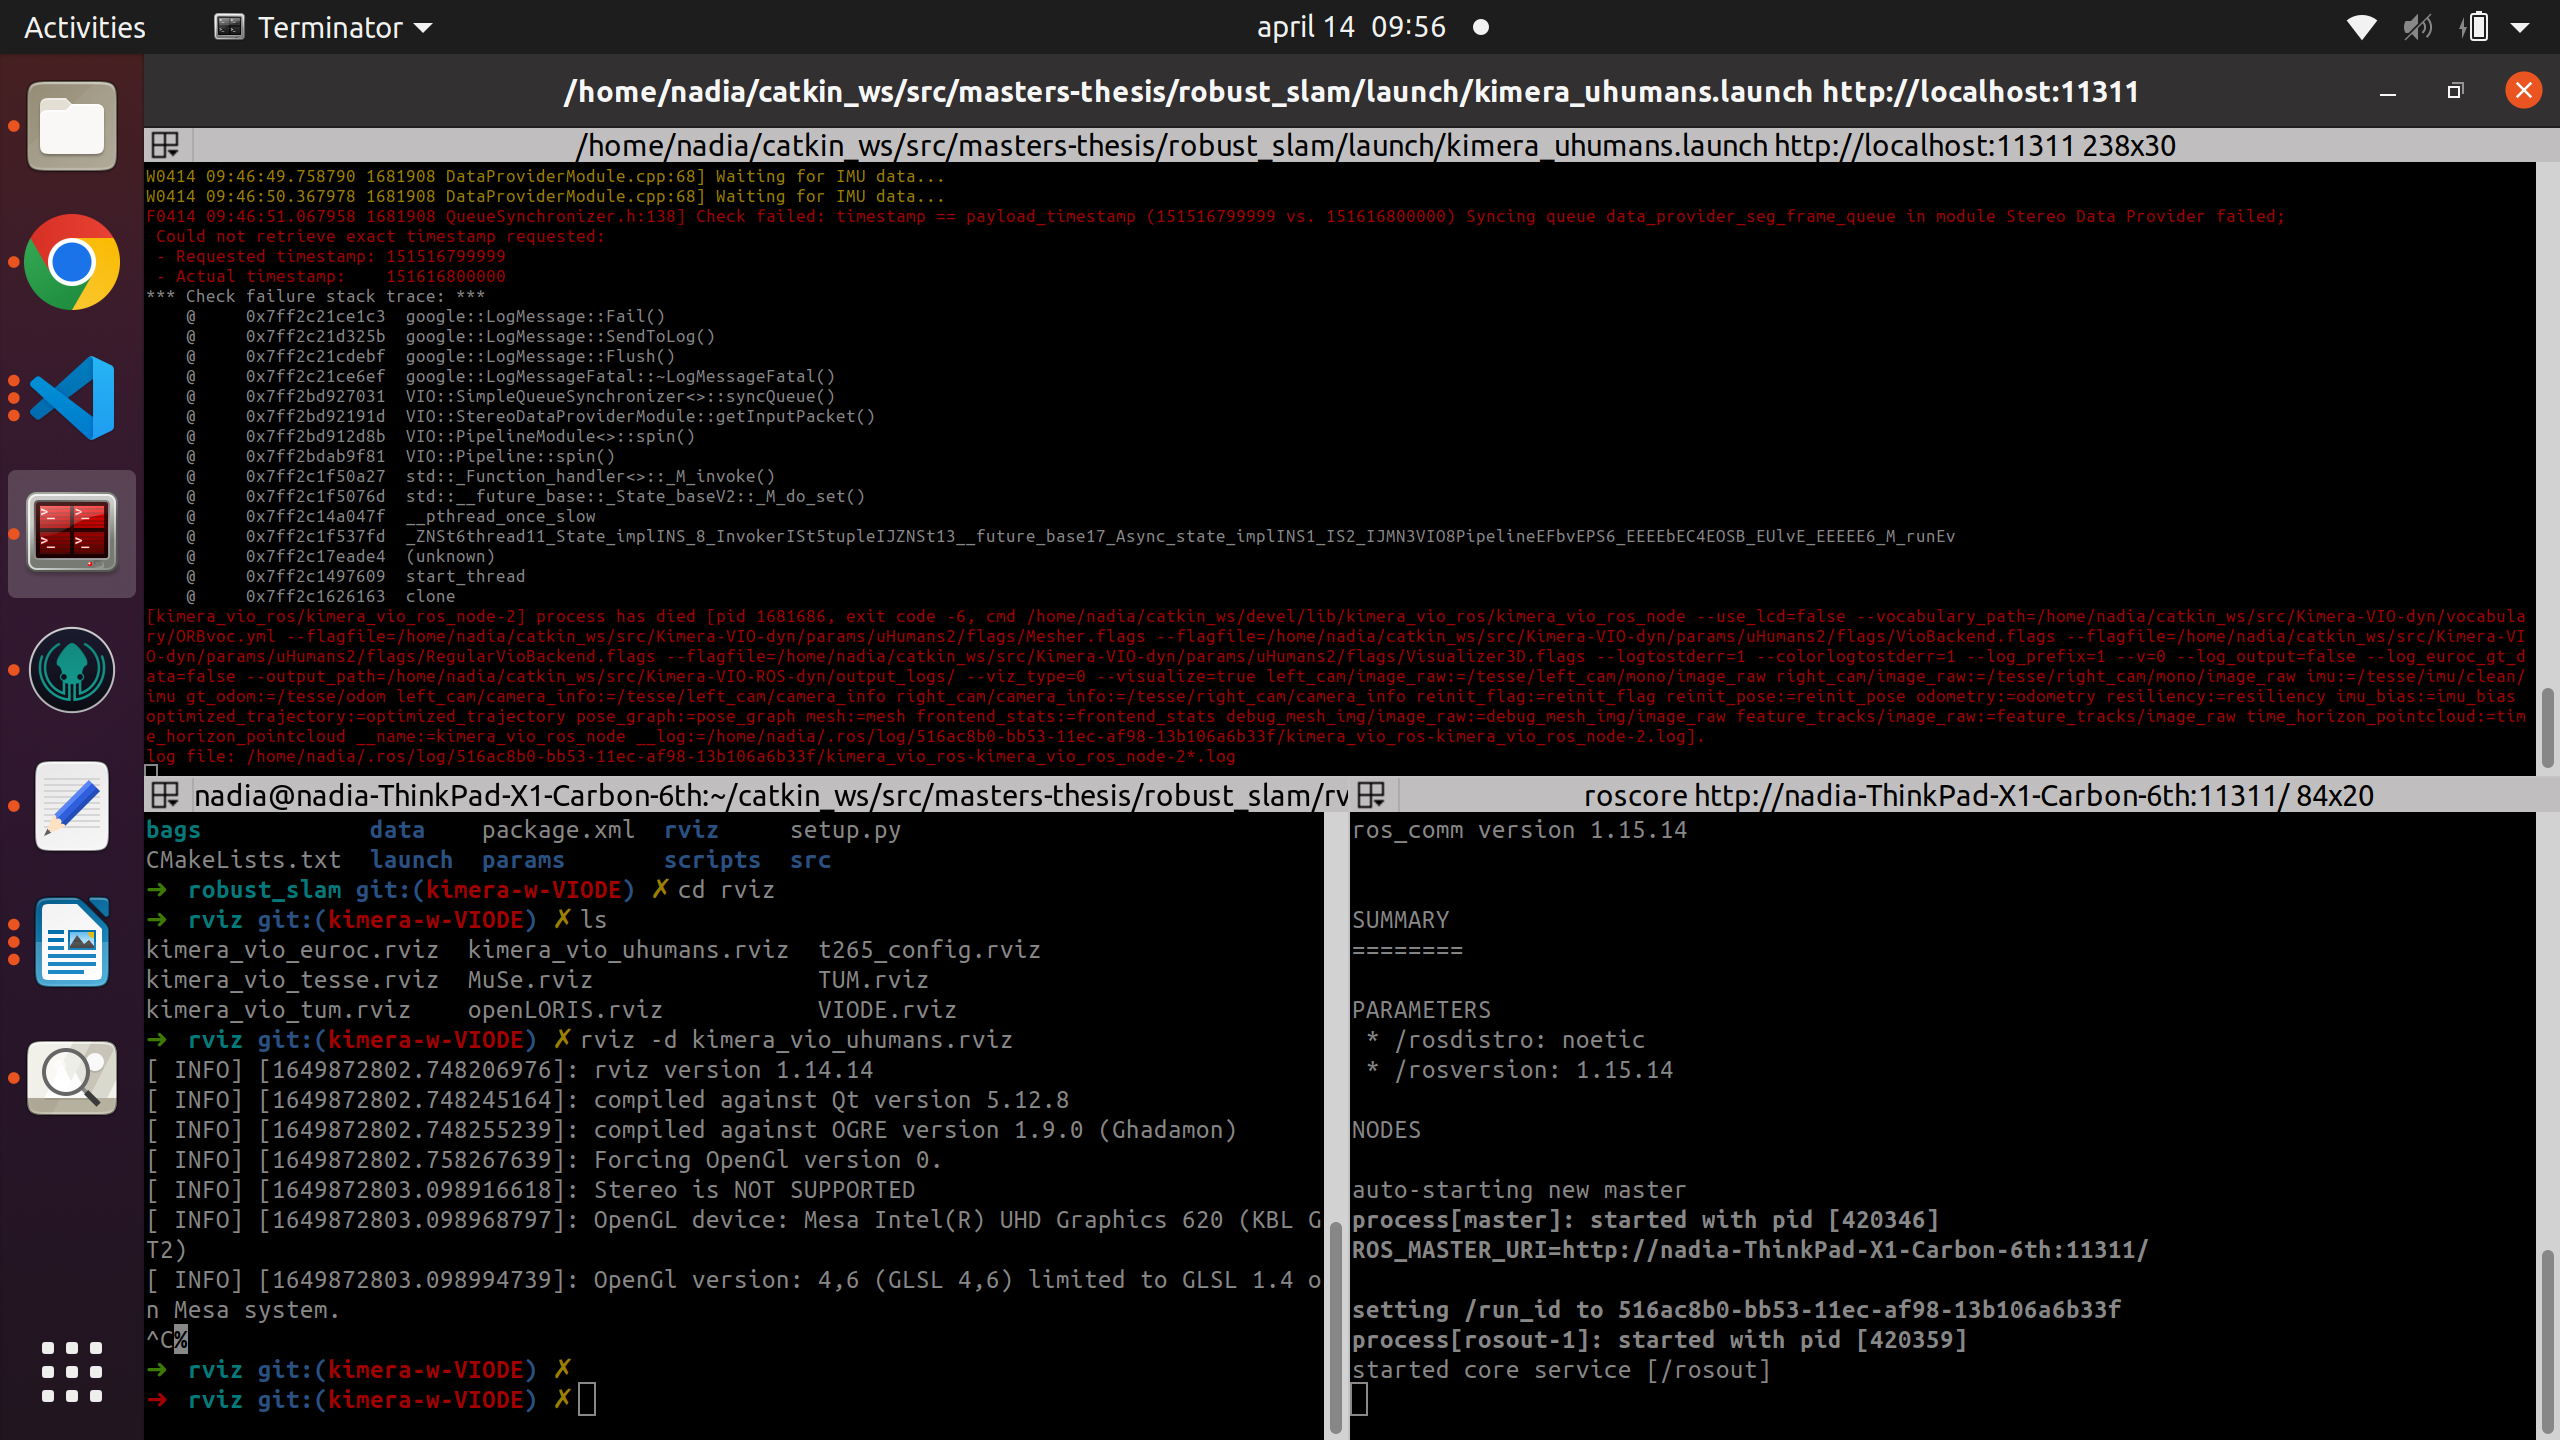 Activities
Terminator
april 14 09:56
/home/nadia/catkin_ws/src/masters-thesis/robust_slam/launch/kimera_uhumans.launch http://localhost:11311
/home/nadia/catkin_ws/src/masters-thesis/robust_slam/launch/kimera_uhumans.launch http://localhost:11311 238x30
W0414 09:46:49.758790 1681908 DataProviderModule.cpp:68] Waiting for IMU data...
W0414 09:46:50.367978 1681908 DataProviderModule.cpp:68] Waiting for IMU data...
F0414 09:46:51.067958 1681908 QueueSynchronizer.h:138] Check failed: timestamp == payload_timestamp (151516799999 vs. 151616800000) Syncing queue data_provider_seg_frame_queue in module Stereo Data Provider failed;
 Could not retrieve exact timestamp requested:
 - Requested timestamp: 151516799999
 - Actual timestamp:    151616800000
*** Check failure stack trace: ***
    @     0x7ff2c21ce1c3  google::LogMessage::Fail()
    @     0x7ff2c21d325b  google::LogMessage::SendToLog()
    @     0x7ff2c21cdebf  google::LogMessage::Flush()
    @     0x7ff2c21ce6ef  google::LogMessageFatal::~LogMessageFatal()
    @     0x7ff2bd927031  VIO::SimpleQueueSynchronizer<>::syncQueue()
    @     0x7ff2bd92191d  VIO::StereoDataProviderModule::getInputPacket()
    @     0x7ff2bd912d8b  VIO::PipelineModule<>::spin()
    @     0x7ff2bdab9f81  VIO::Pipeline::spin()
    @     0x7ff2c1f50a27  std::_Function_handler<>::_M_invoke()
    @     0x7ff2c1f5076d  std::__future_base::_State_baseV2::_M_do_set()
    @     0x7ff2c14a047f  __pthread_once_slow
    @     0x7ff2c1f537fd  _ZNSt6thread11_State_implINS_8_InvokerISt5tupleIJZNSt13__future_base17_Async_state_implINS1_IS2_IJMN3VIO8PipelineEFbvEPS6_EEEEbEC4EOSB_EUlvE_EEEEE6_M_runEv
    @     0x7ff2c17eade4  (unknown)
    @     0x7ff2c1497609  start_thread
    @     0x7ff2c1626163  clone
[kimera_vio_ros/kimera_vio_ros_node-2] process has died [pid 1681686, exit code -6, cmd /home/nadia/catkin_ws/devel/lib/kimera_vio_ros/kimera_vio_ros_node --use_lcd=false --vocabulary_path=/home/nadia/catkin_ws/src/Kimera-VIO-dyn/vocabula
ry/ORBvoc.yml --flagfile=/home/nadia/catkin_ws/src/Kimera-VIO-dyn/params/uHumans2/flags/Mesher.flags --flagfile=/home/nadia/catkin_ws/src/Kimera-VIO-dyn/params/uHumans2/flags/VioBackend.flags --flagfile=/home/nadia/catkin_ws/src/Kimera-VI
O-dyn/params/uHumans2/flags/RegularVioBackend.flags --flagfile=/home/nadia/catkin_ws/src/Kimera-VIO-dyn/params/uHumans2/flags/Visualizer3D.flags --logtostderr=1 --colorlogtostderr=1 --log_prefix=1 --v=0 --log_output=false --log_euroc_gt_d
ata=false --output_path=/home/nadia/catkin_ws/src/Kimera-VIO-ROS-dyn/output_logs/ --viz_type=0 --visualize=true left_cam/image_raw:=/tesse/left_cam/mono/image_raw right_cam/image_raw:=/tesse/right_cam/mono/image_raw imu:=/tesse/imu/clean/
imu gt_odom:=/tesse/odom left_cam/camera_info:=/tesse/left_cam/camera_info right_cam/camera_info:=/tesse/right_cam/camera_info reinit_flag:=reinit_flag reinit_pose:=reinit_pose odometry:=odometry resiliency:=resiliency imu_bias:=imu_bias
optimized_trajectory:=optimized_trajectory pose_graph:=pose_graph mesh:=mesh frontend_stats:=frontend_stats debug_mesh_img/image_raw:=debug_mesh_img/image_raw feature_tracks/image_raw:=feature_tracks/image_raw time_horizon_pointcloud:=tim
e_horizon_pointcloud __name:=kimera_vio_ros_node __log:=/home/nadia/.ros/log/516ac8b0-bb53-11ec-af98-13b106a6b33f/kimera_vio_ros-kimera_vio_ros_node-2.log].
log file: /home/nadia/.ros/log/516ac8b0-bb53-11ec-af98-13b106a6b33f/kimera_vio_ros-kimera_vio_ros_node-2*.log
nadia@nadia-ThinkPad-X1-Carbon-6th:~/catkin_ws/src/masters-thesis/robust_slam/rv
bags            data    package.xml  rviz     setup.py
CMakeLists.txt  launch  params       scripts  src
➜  robust_slam git:(kimera-w-VIODE) ✗ cd rviz
➜  rviz git:(kimera-w-VIODE) ✗ ls
kimera_vio_euroc.rviz  kimera_vio_uhumans.rviz  t265_config.rviz
kimera_vio_tesse.rviz  MuSe.rviz                TUM.rviz
kimera_vio_tum.rviz    openLORIS.rviz           VIODE.rviz
➜  rviz git:(kimera-w-VIODE) ✗ rviz -d kimera_vio_uhumans.rviz
[ INFO] [1649872802.748206976]: rviz version 1.14.14
[ INFO] [1649872802.748245164]: compiled against Qt version 5.12.8
[ INFO] [1649872802.748255239]: compiled against OGRE version 1.9.0 (Ghadamon)
[ INFO] [1649872802.758267639]: Forcing OpenGl version 0.
[ INFO] [1649872803.098916618]: Stereo is NOT SUPPORTED
[ INFO] [1649872803.098968797]: OpenGL device: Mesa Intel(R) UHD Graphics 620 (KBL G
T2)
[ INFO] [1649872803.098994739]: OpenGl version: 4,6 (GLSL 4,6) limited to GLSL 1.4 o
n Mesa system.
^C%
➜  rviz git:(kimera-w-VIODE) ✗
➜  rviz git:(kimera-w-VIODE) ✗
roscore http://nadia-ThinkPad-X1-Carbon-6th:11311/ 84x20
ros_comm version 1.15.14
SUMMARY
========
PARAMETERS
 * /rosdistro: noetic
 * /rosversion: 1.15.14
NODES
auto-starting new master
process[master]: started with pid [420346]
ROS_MASTER_URI=http://nadia-ThinkPad-X1-Carbon-6th:11311/
setting /run_id to 516ac8b0-bb53-11ec-af98-13b106a6b33f
process[rosout-1]: started with pid [420359]
started core service [/rosout]